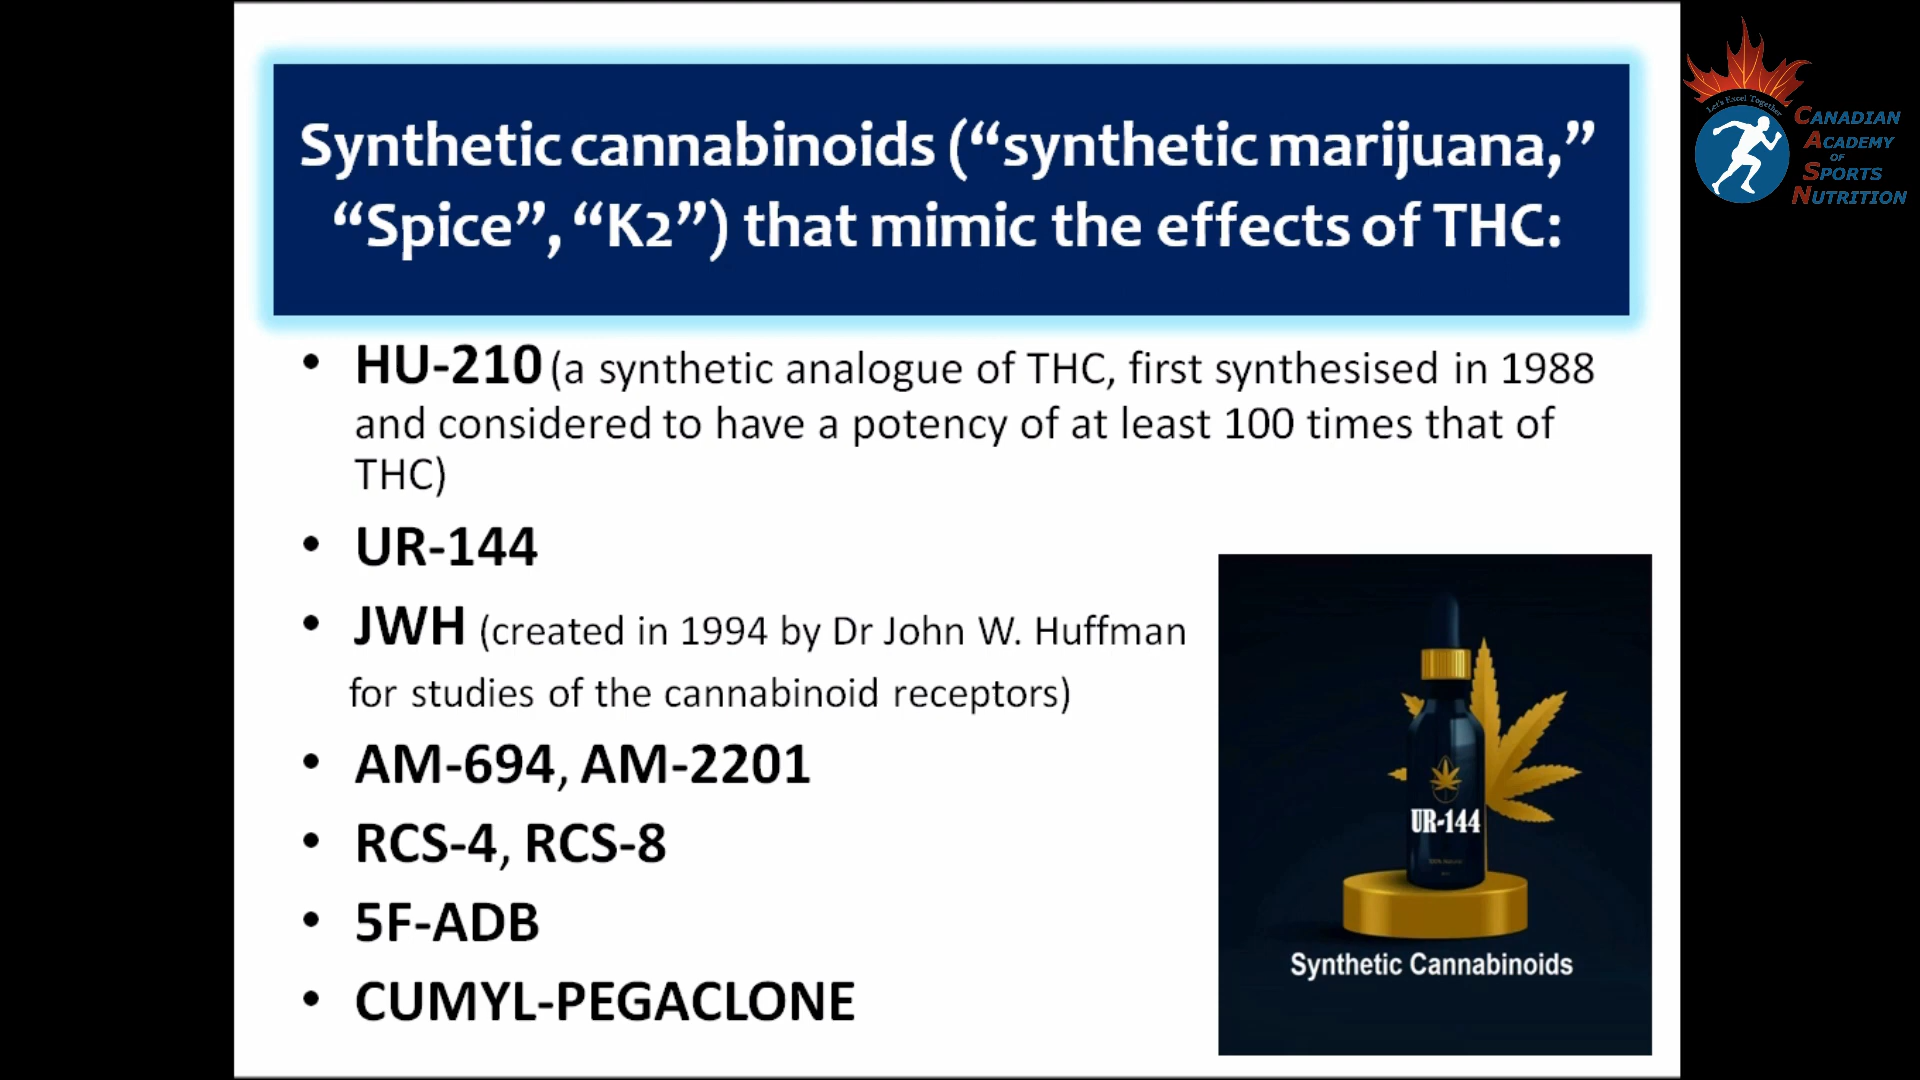 Synthetic cannabinoids (“synthetic marijuana,”
“Spice”, “K2”) that mimic the effects of THC:
• HU-210 (a synthetic analogue of THC, first synthesised in 1988
and considered to have a potency of at least 100 times that of
THC)
• UR-144
• JWH (created in 1994 by Dr John W. Huffman
for studies of the cannabinoid receptors)
• AM-694, AM-2201
• RCS-4, RCS-8
• 5F-ADB
• CUMYL-PEGACLONE
UR-144
Synthetic Cannabinoids
Let's Excel Together
CANADIAN
ACADEMY
OF
SPORTS
NUTRITION